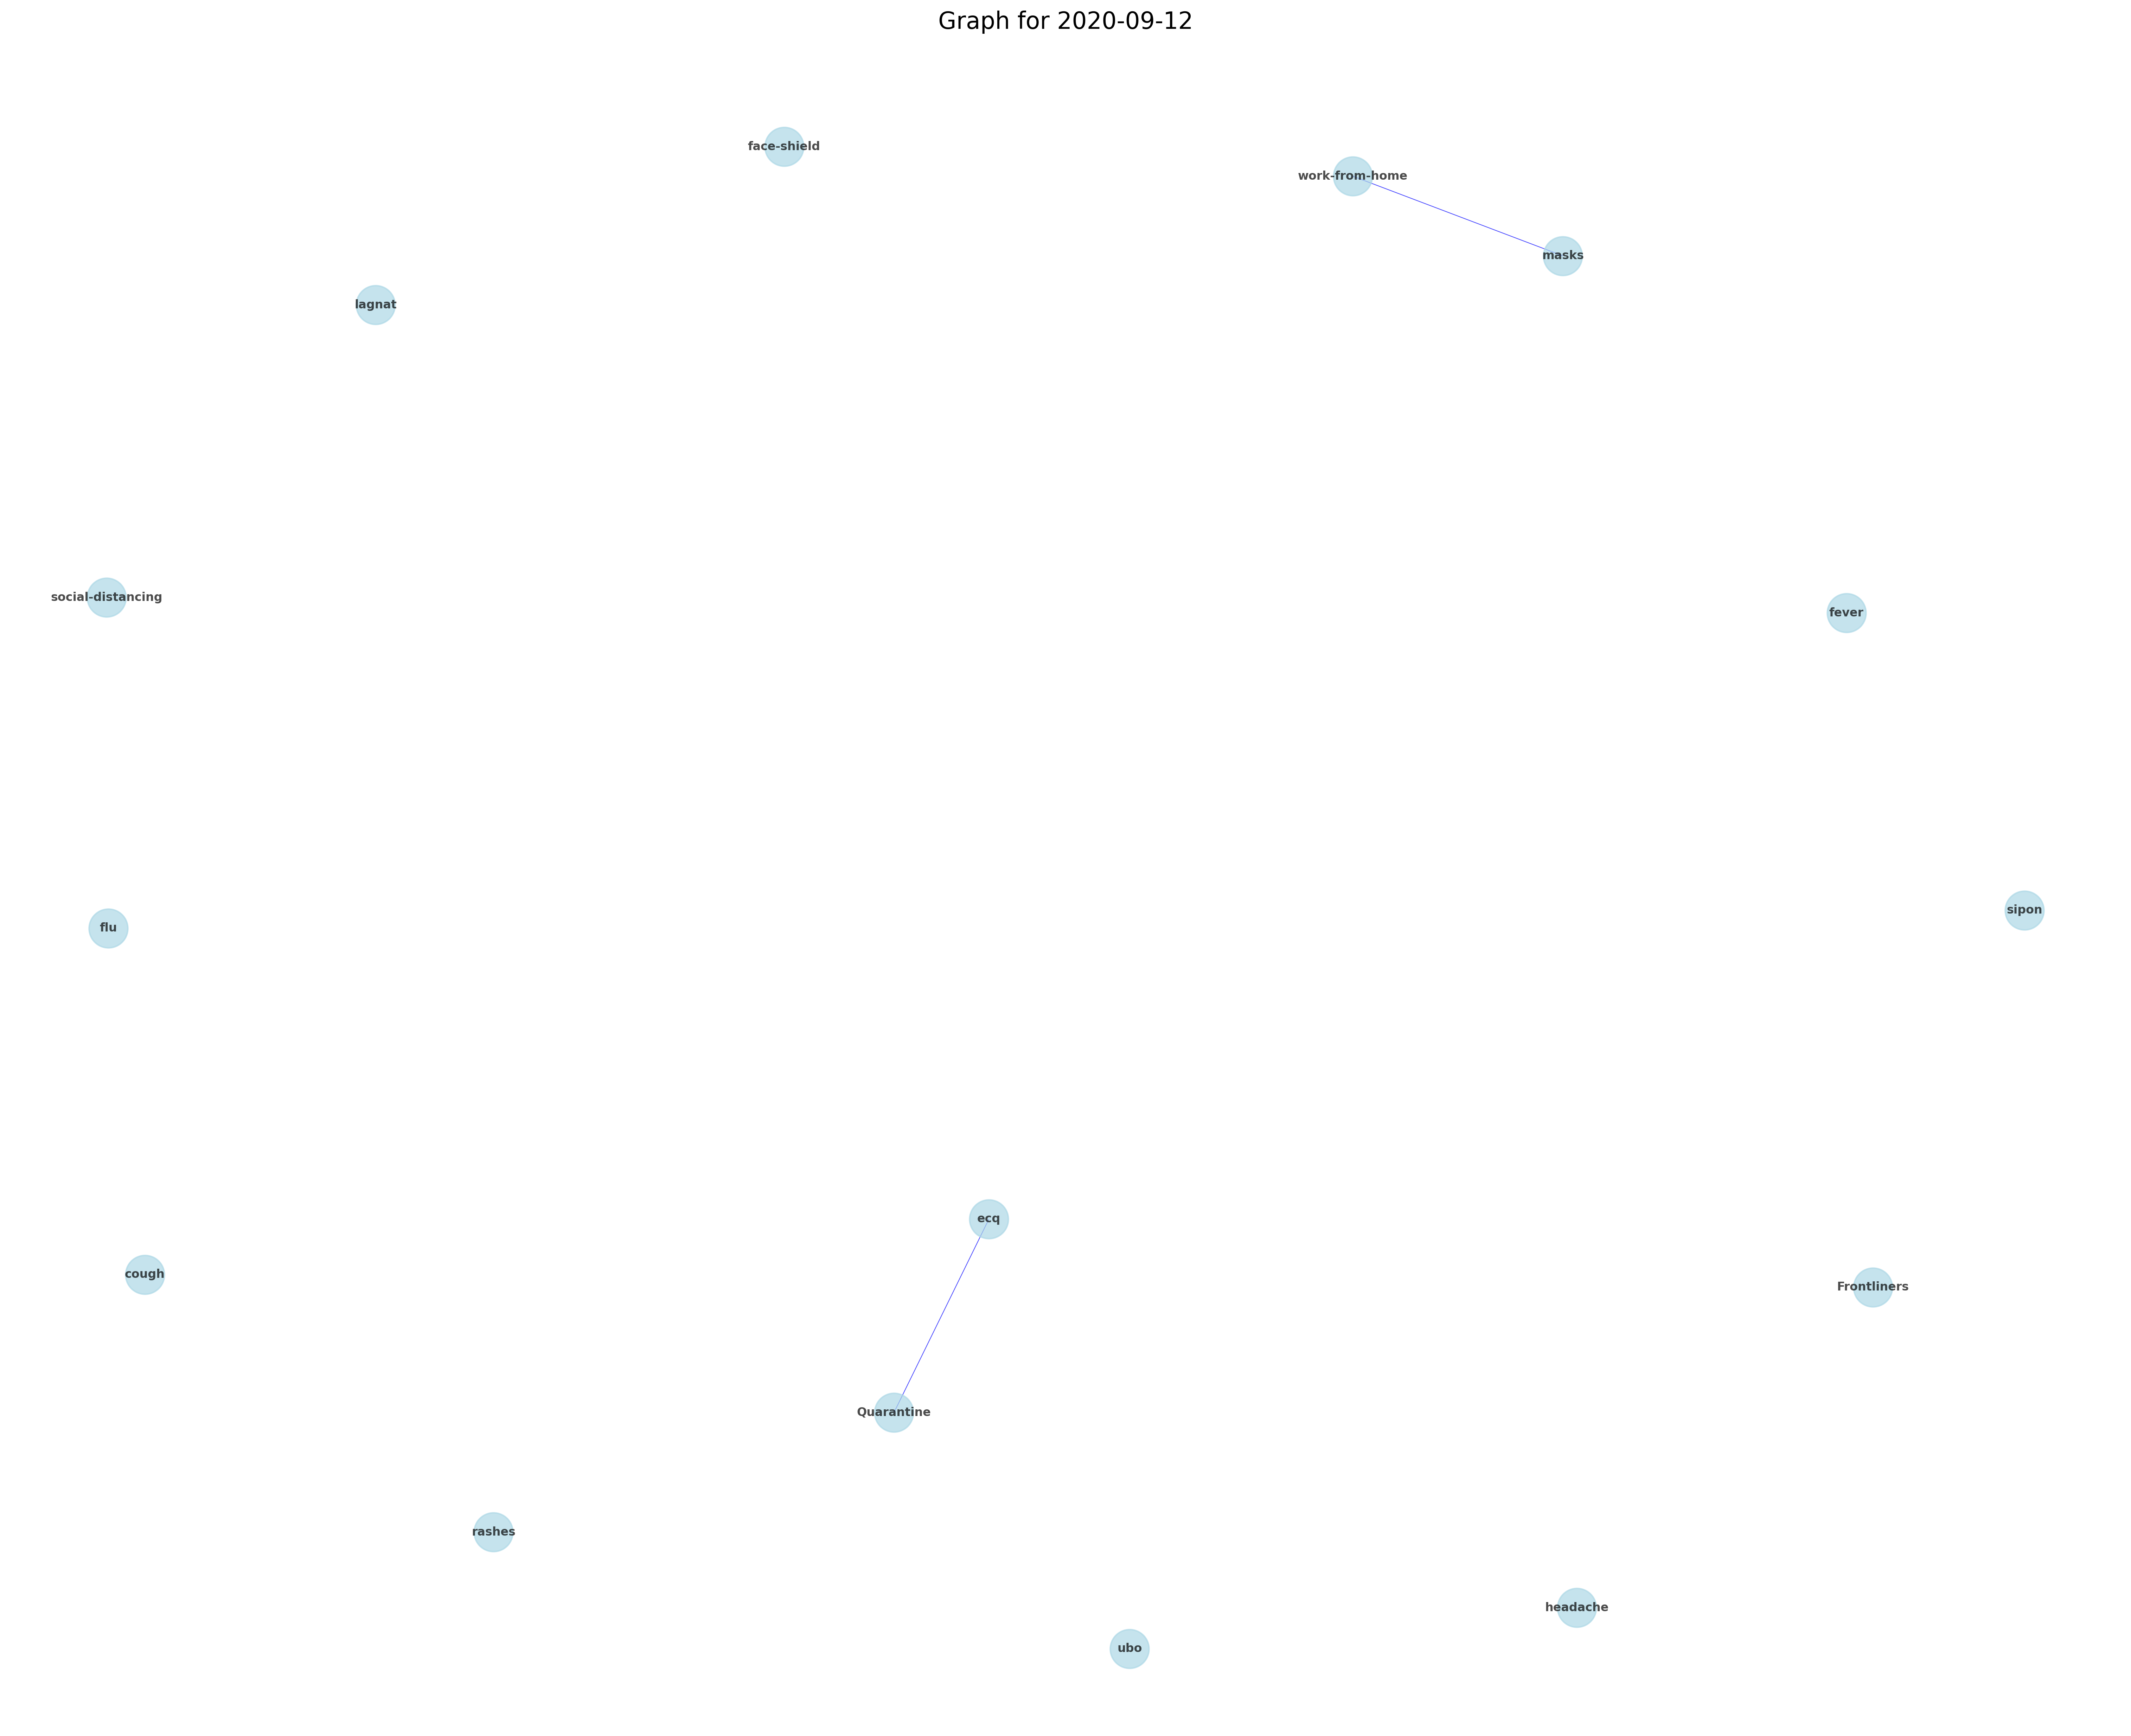 Graph for 2020-09-12
face-shield
work-from-home
masks
lagnat
social-distancing
fever
sipon
flu
ecq
cough
Frontliners
Quarantine
rashes
headache
ubo